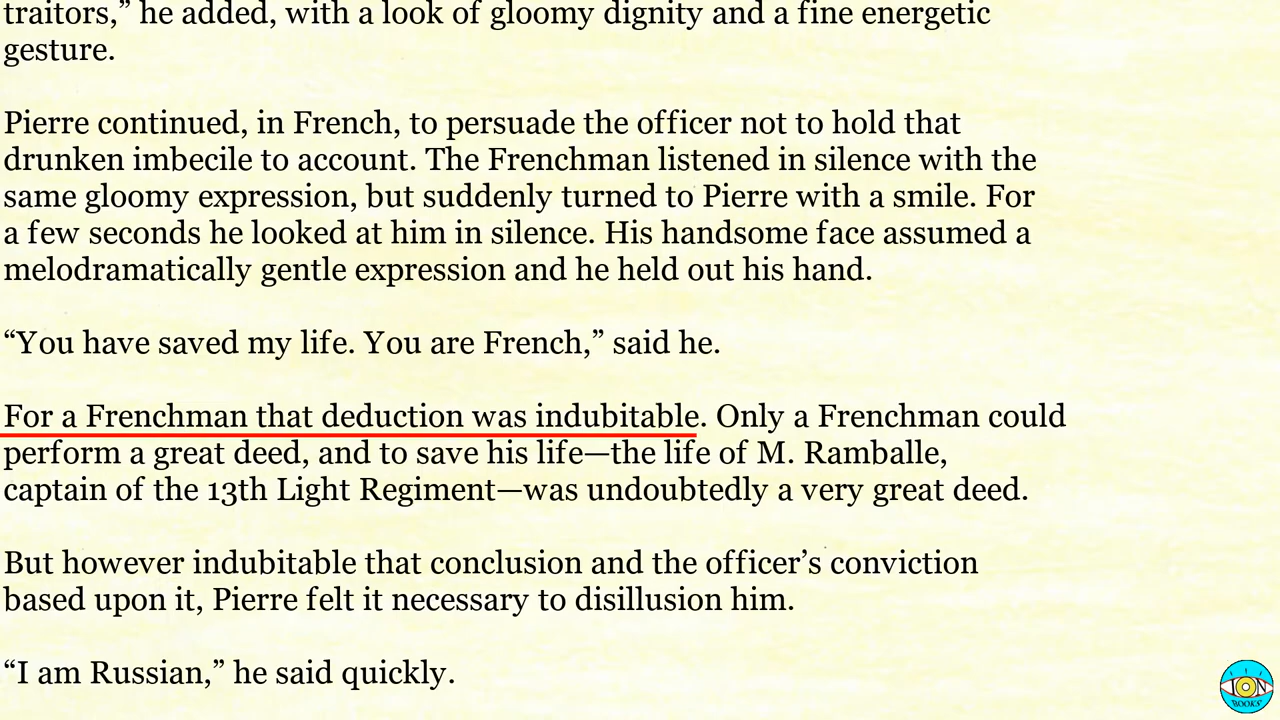 traitors,” he added, with a look of gloomy dignity and a fine energetic
gesture.
Pierre continued, in French, to persuade the officer not to hold that
drunken imbecile to account. The Frenchman listened in silence with the
same gloomy expression, but suddenly turned to Pierre with a smile. For
a few seconds he looked at him in silence. His handsome face assumed a
melodramatically gentle expression and he held out his hand.
“You have saved my life. You are French,” said he.
For a Frenchman that deduction was indubitable. Only a Frenchman could
perform a great deed, and to save his life—the life of M. Ramballe,
captain of the 13th Light Regiment—was undoubtedly a very great deed.
But however indubitable that conclusion and the officer’s conviction
based upon it, Pierre felt it necessary to disillusion him.
“I am Russian,” he said quickly.
ION
BOOKS